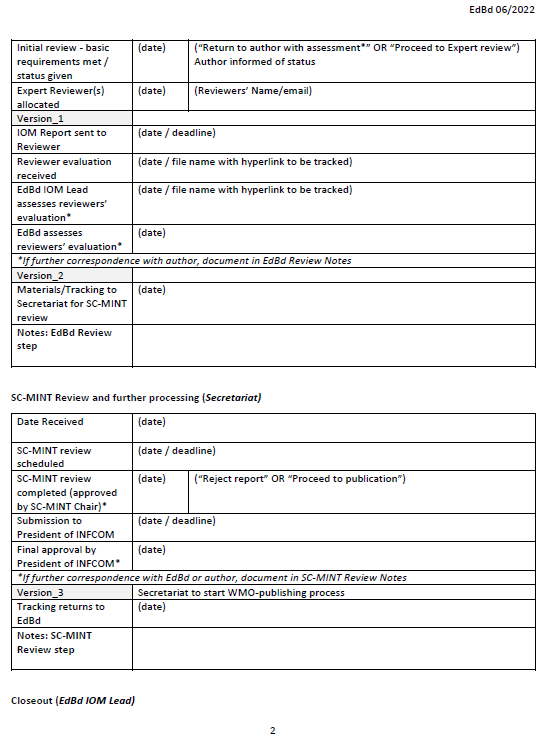 EdBd 06/2022
Initial review - basic (date) ("Return to author with assessment*" OR "Proceed to Expert review")
requirements met / Author informed of status
status given
Expert Reviewer(s) (date) (Reviewers' Name/email)
allocated
Version_1
IOM Report sent to (date / deadline)
Reviewer
Reviewer evaluation (date / file name with hyperlink to be tracked)
received
EdBd IOM Lead (date / file name with hyperlink to be tracked)
assesses reviewers'
evaluation*
EdBd assesses (date)
reviewers' evaluation*
*If further correspondence with author, document in EdBd Review Notes
Version_2
Materials/Tracking to (date)
Secretariat for SC-MINT
review
Notes: EdBd Review
step
SC-MINT Review and further processing (Secretariat)
Date Received (date)
SC-MINT review (date / deadline)
scheduled
SC-MINT review (date) ("Reject report" OR "Proceed to publication")
completed (approved
by SC-MINT Chair)*
Submission to (date / deadline)
President of INFCOM
Final approval by (date)
President of INFCOM*
*If further correspondence with EdBd or author, document in SC-MINT Review Notes
Version_3 Secretariat to start WMO-publishing process
Tracking returns to (date)
EdBd
Notes: SC-MINT
Review step
Closeout (EdBd IOM Lead)
2